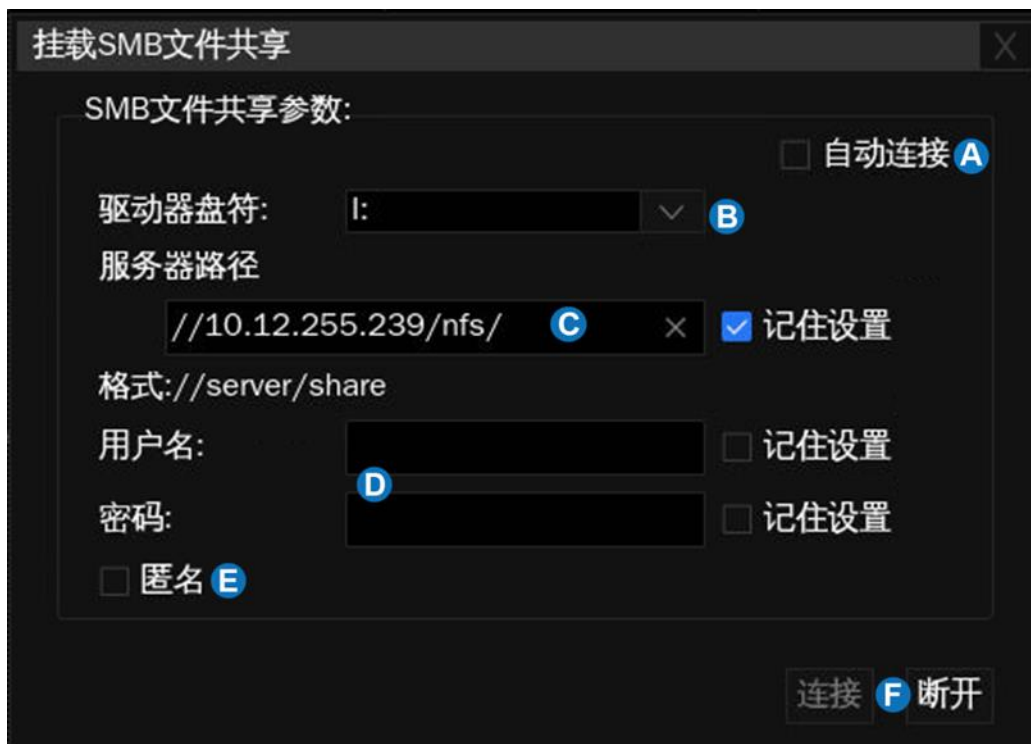 挂载SMB文件共享 X
SMB文件共享参数:
自动连接 A
驱动器盘符: I: B
服务器路径
//10.12.255.239/nfs/ C × 记住设置
格式://server/share
用户名: 记住设置
D
密码: 记住设置
匿名 E
连接 F 断开